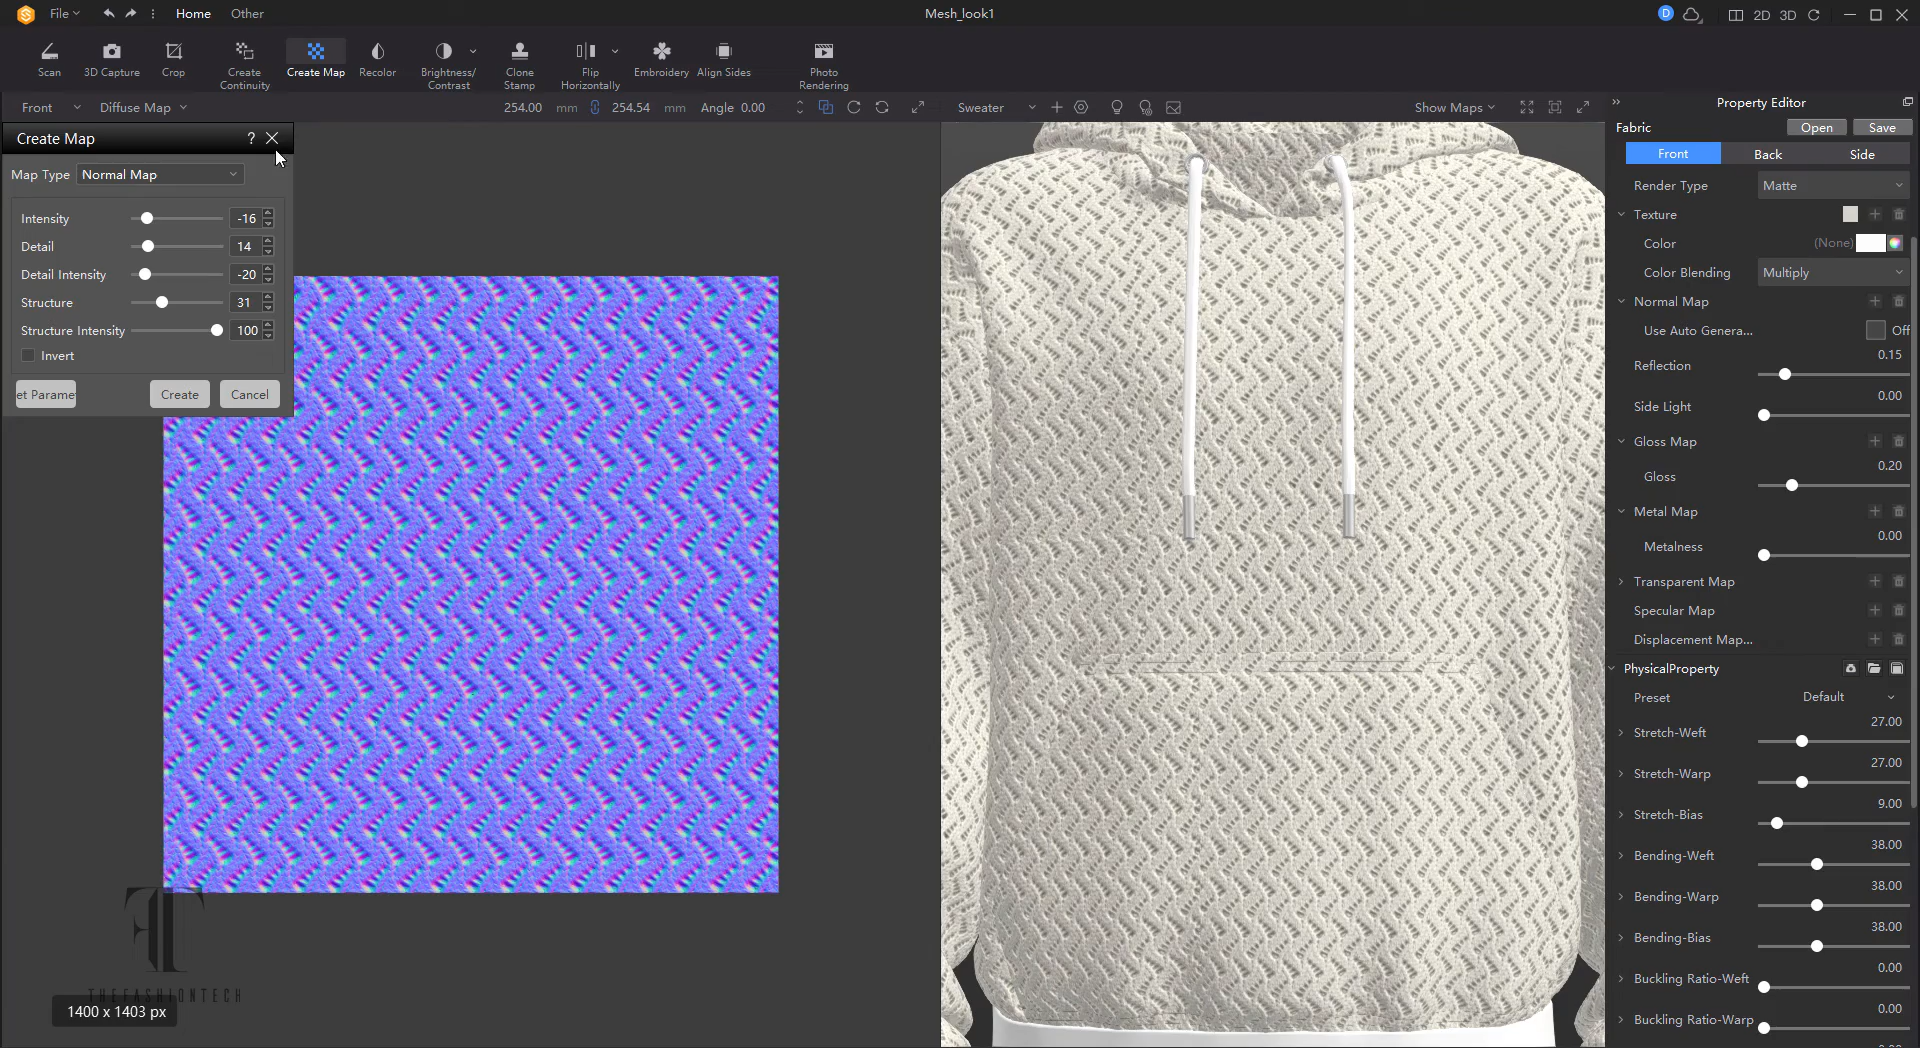 File
Home
Other
Mesh_look1
D
2D
3D
Scan
3D Capture
Crop
Create Continuity
Create Map
Recolor
Brightness/
Contrast
Clone
Stamp
Flip
Horizontally
Embroidery
Align Sides
Photo
Rendering
Front
Diffuse Map
254.00 mm
254.54 mm
Angle 0.00
Sweater
Show Maps
Property Editor
Create Map
?
Map Type
Normal Map
Intensity
-16
Detail
14
Detail Intensity
-20
Structure
31
Structure Intensity
100
Invert
et Parame
Create
Cancel
THEFASHIONTECH
1400 x 1403 px
Fabric
Open
Save
Front
Back
Side
Render Type
Matte
Texture
Color
(None)
Color Blending
Multiply
Normal Map
Use Auto Genera...
Off
Reflection
0.15
Side Light
0.00
Gloss Map
Gloss
0.20
Metal Map
Metalness
0.00
Transparent Map
Specular Map
Displacement Map...
PhysicalProperty
Preset
Default
Stretch-Weft
27.00
Stretch-Warp
27.00
Stretch-Bias
9.00
Bending-Weft
38.00
Bending-Warp
38.00
Bending-Bias
38.00
Buckling Ratio-Weft
0.00
Buckling Ratio-Warp
0.00